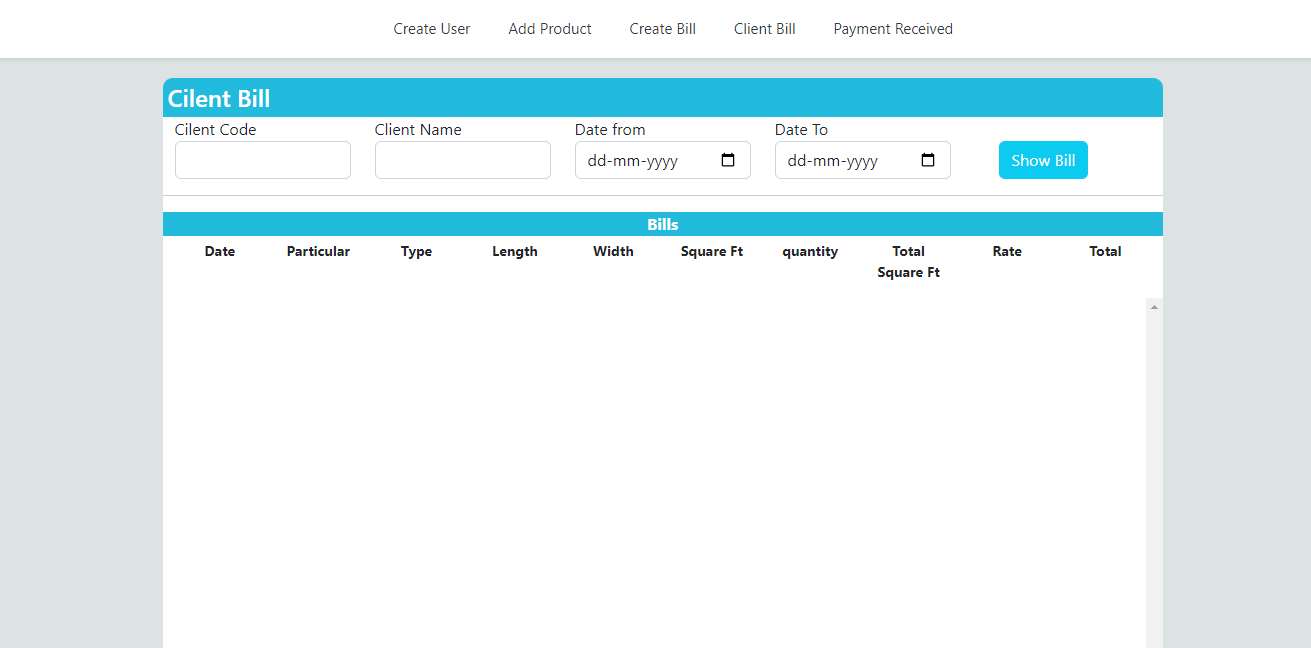 Create User Add Product Create Bill Client Bill Payment Received
Cilent Bill
Cilent Code Client Name Date from Date To
dd-mm-yyyy dd-mm-yyyy Show Bill
Bills
Date Particular Type Length Width Square Ft quantity Total Rate Total
Square Ft